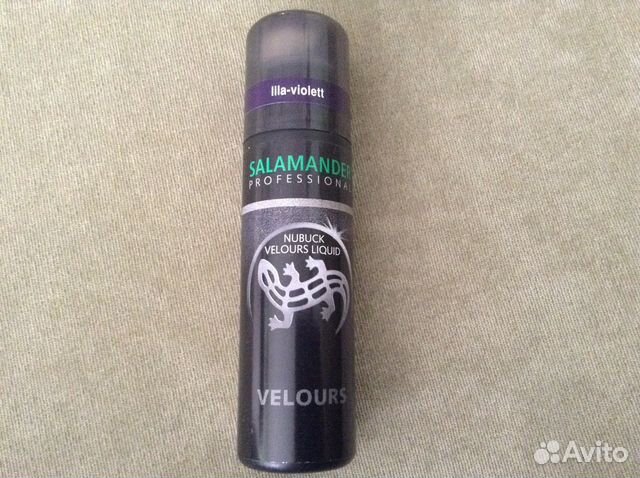 lila-violett
SALAMANDER
PROFESSIONAL
NUBUCK
VELOURS LIQUID
VELOURS
Avito